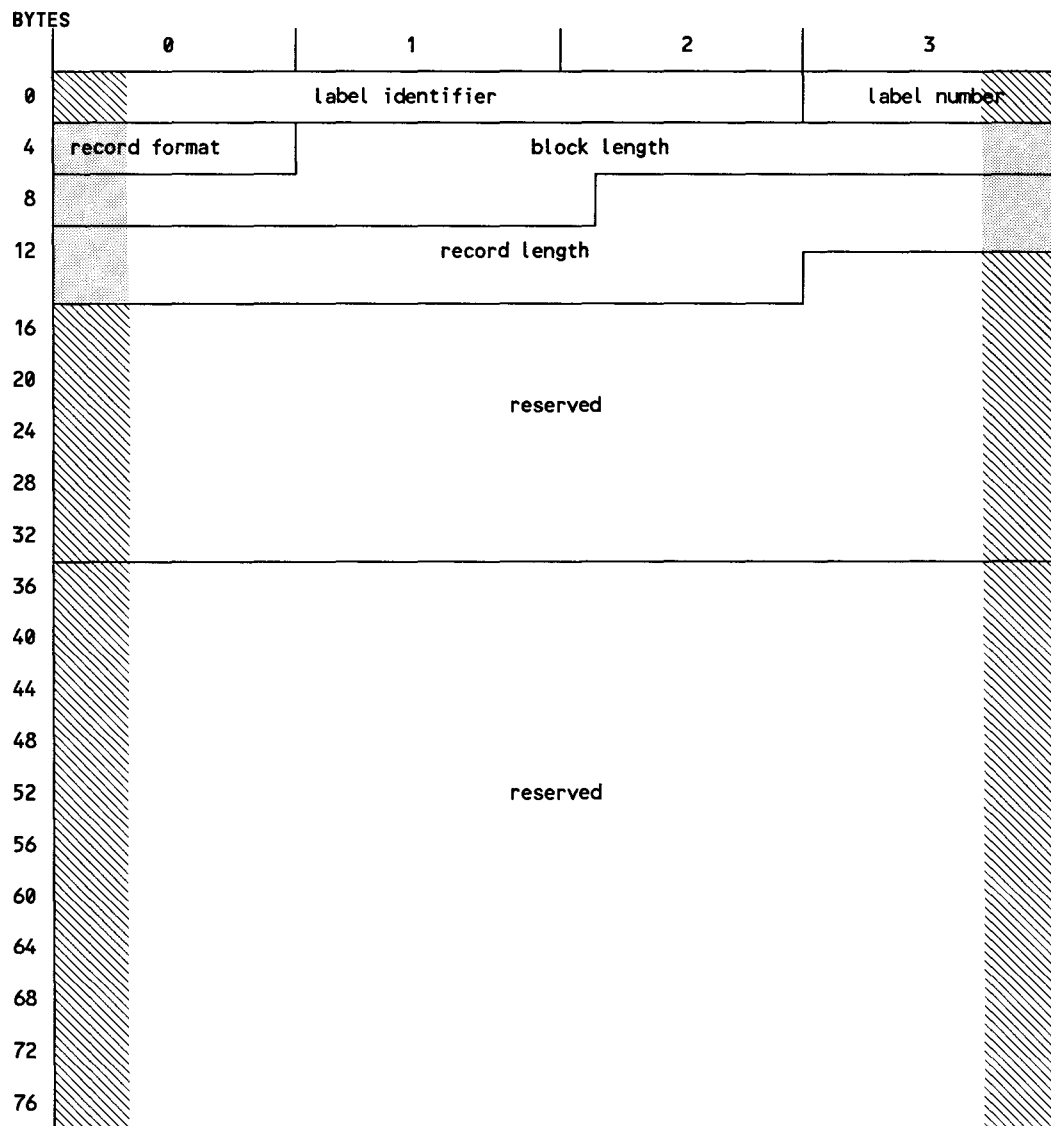 BYTES
0 1 2 3
0 label identifier label number
4 record format block length
8
12 record length
16
20
reserved
24
28
32
36
40
44
48
52 reserved
56
60
64
68
72
76